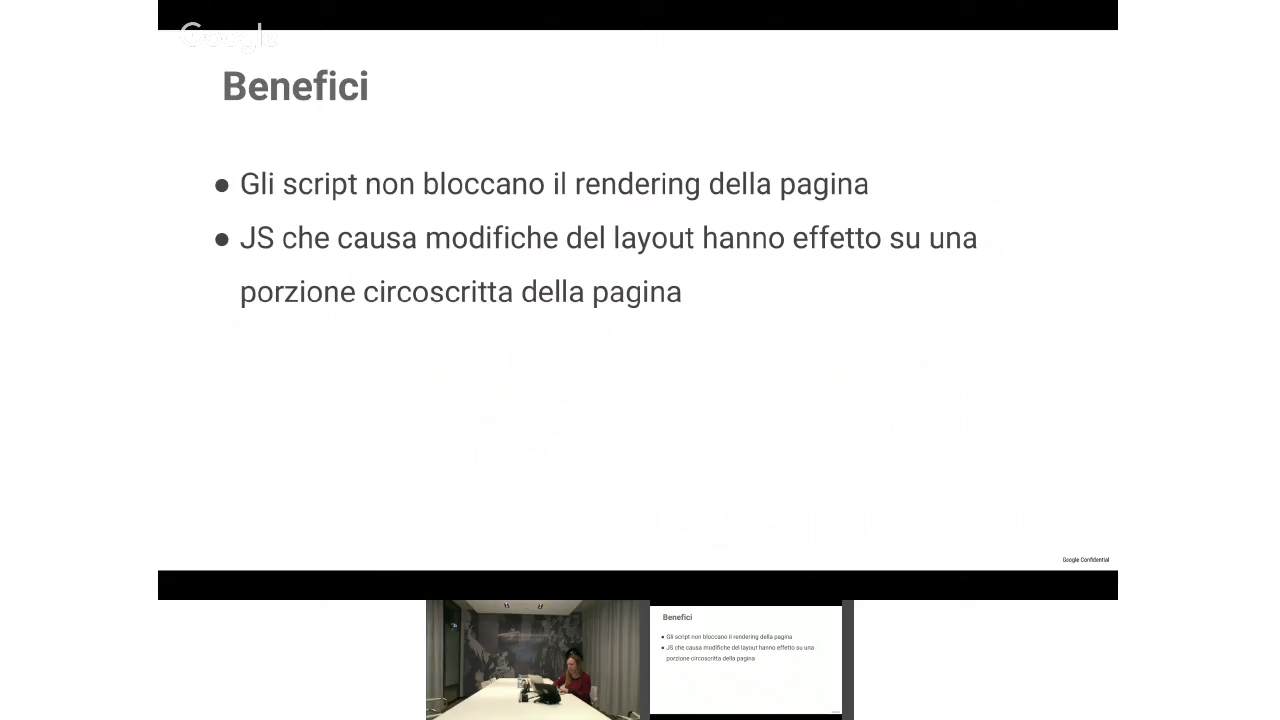 Google
Benefici
● Gli script non bloccano il rendering della pagina
● JS che causa modifiche del layout hanno effetto su una
porzione circoscritta della pagina
Google Confidential
Benefici
● Gli script non bloccano il rendering della pagina
● JS che causa modifiche del layout hanno effetto su una
porzione circoscritta della pagina